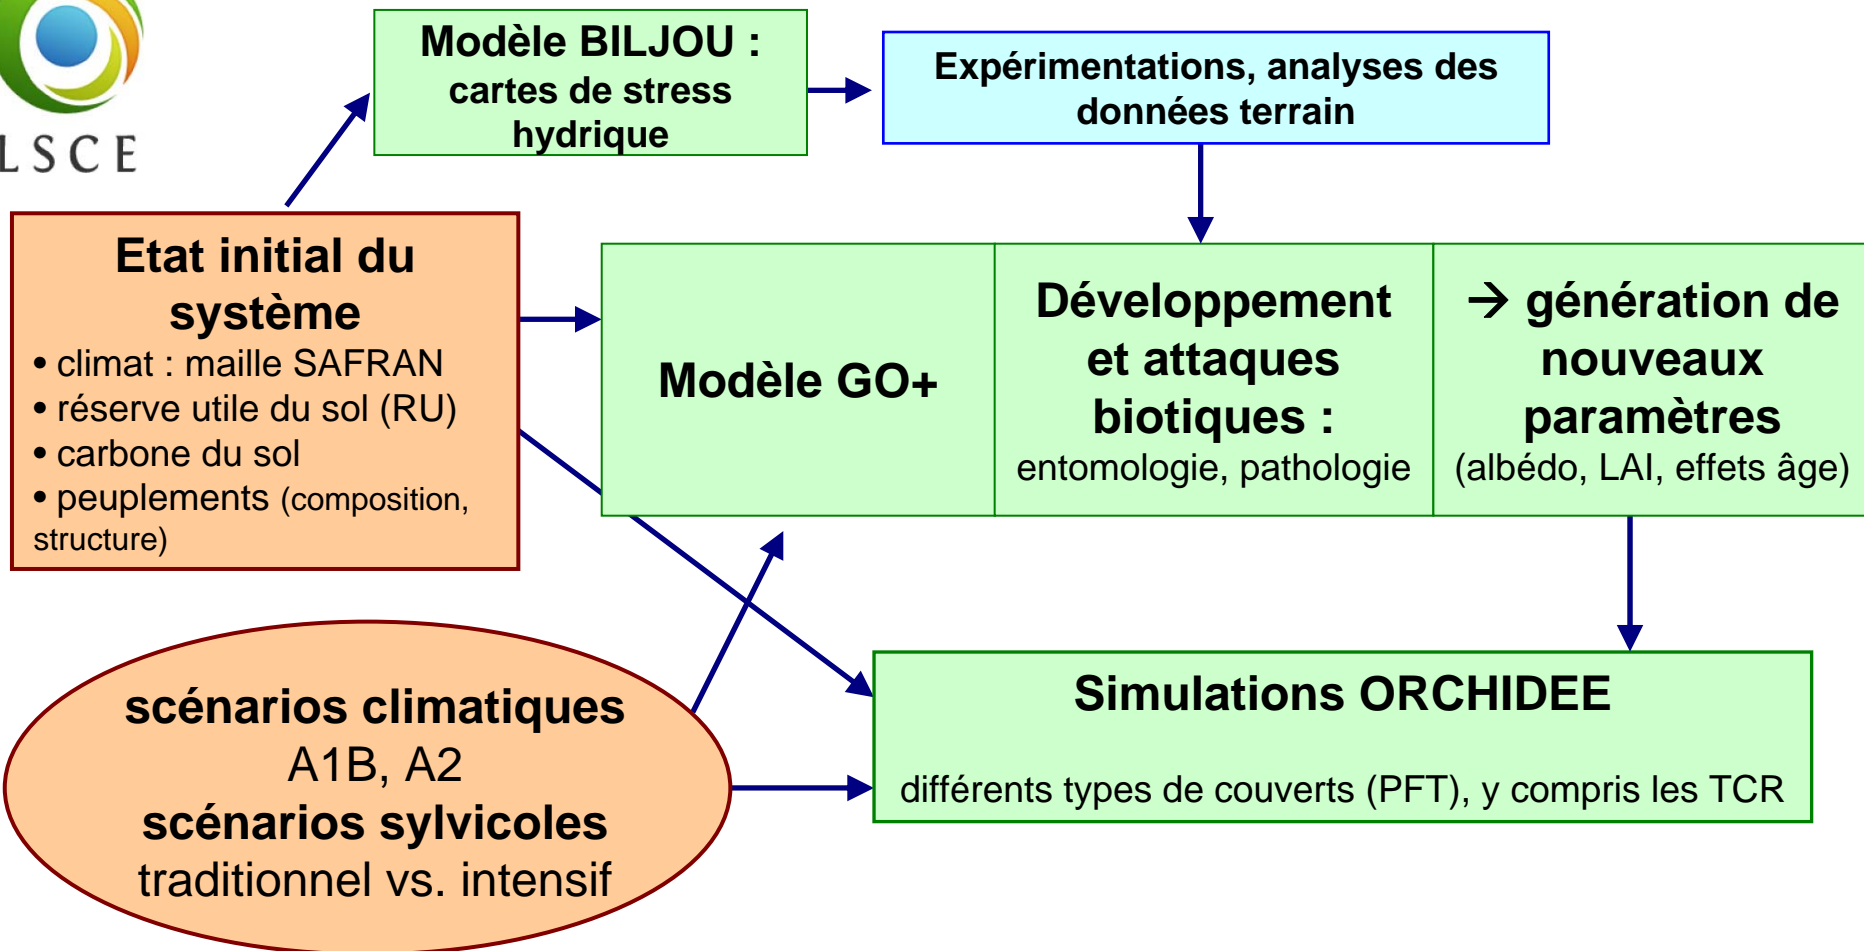 LSCE
Modèle BILJOU :
cartes de stress
hydrique
Expérimentations, analyses des
données terrain
Etat initial du
système
• climat : maille SAFRAN
• réserve utile du sol (RU)
• carbone du sol
• peuplements (composition,
structure)
Modèle GO+
Développement
et attaques
biotiques :
entomologie, pathologie
→ génération de
nouveaux
paramètres
(albédo, LAI, effets âge)
scénarios climatiques
A1B, A2
scénarios sylvicoles
traditionnel vs. intensif
Simulations ORCHIDEE
différents types de couverts (PFT), y compris les TCR